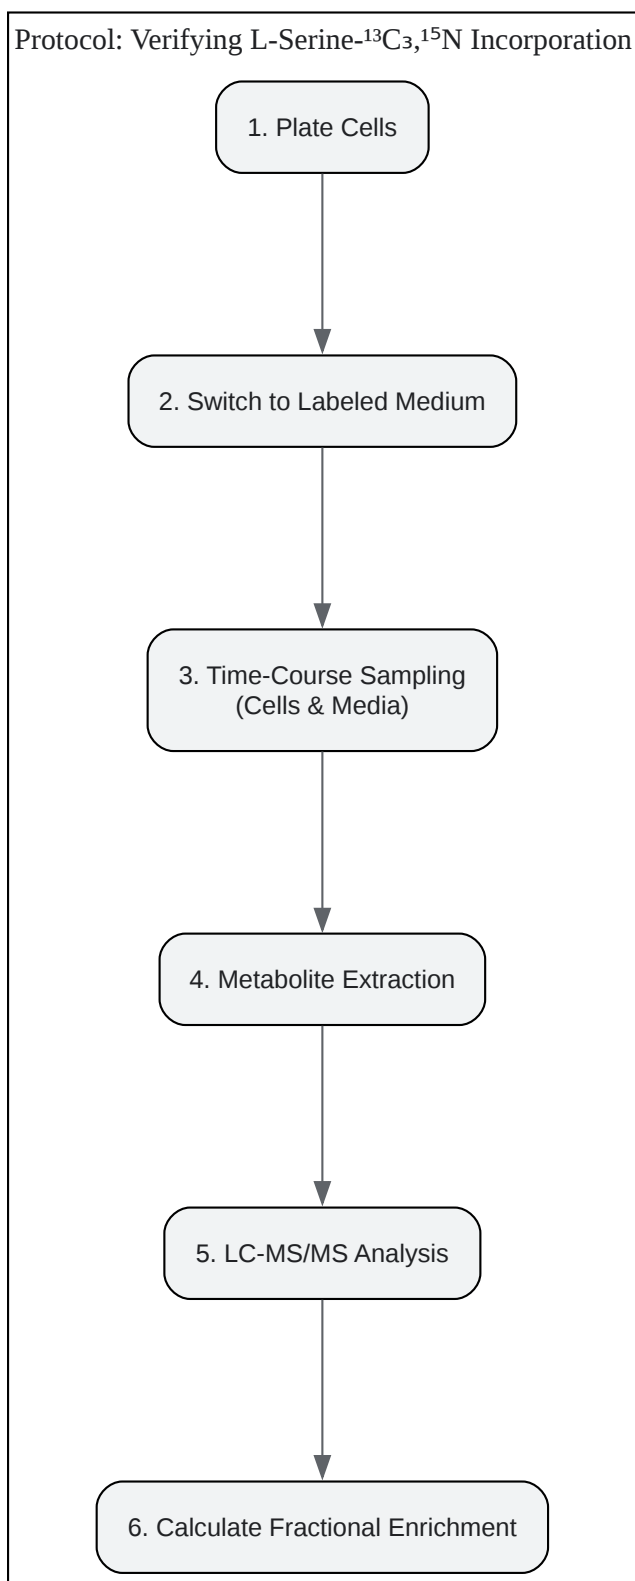 Protocol: Verifying L-Serine-¹³C₃,¹⁵N Incorporation
1. Plate Cells
2. Switch to Labeled Medium
3. Time-Course Sampling
(Cells & Media)
4. Metabolite Extraction
5. LC-MS/MS Analysis
6. Calculate Fractional Enrichment